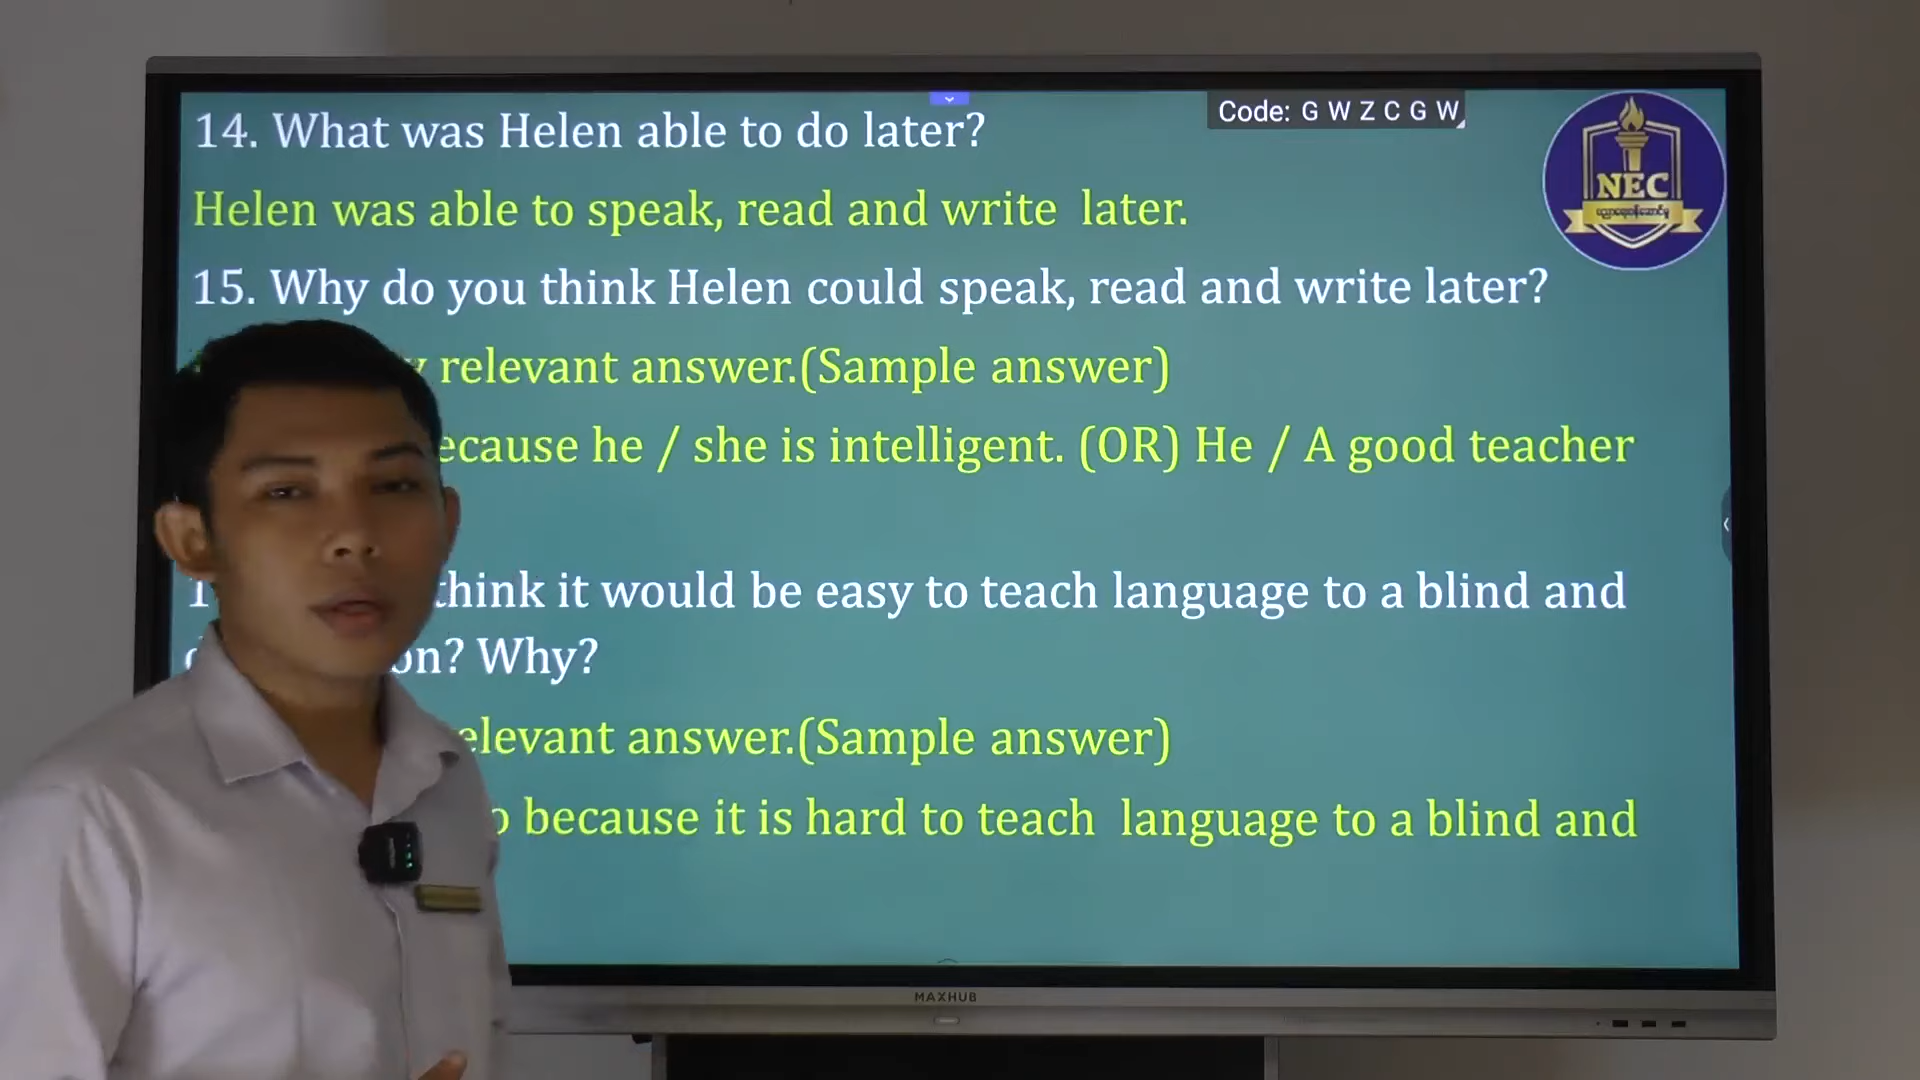 14. What was Helen able to do later?
Code: G W Z C G W
NEC
Helen was able to speak, read and write later.
15. Why do you think Helen could speak, read and write later?
relevant answer.(Sample answer)
ecause he / she is intelligent. (OR) He / A good teacher
think it would be easy to teach language to a blind and
on? Why?
elevant answer.(Sample answer)
o because it is hard to teach language to a blind and
MAXHUB